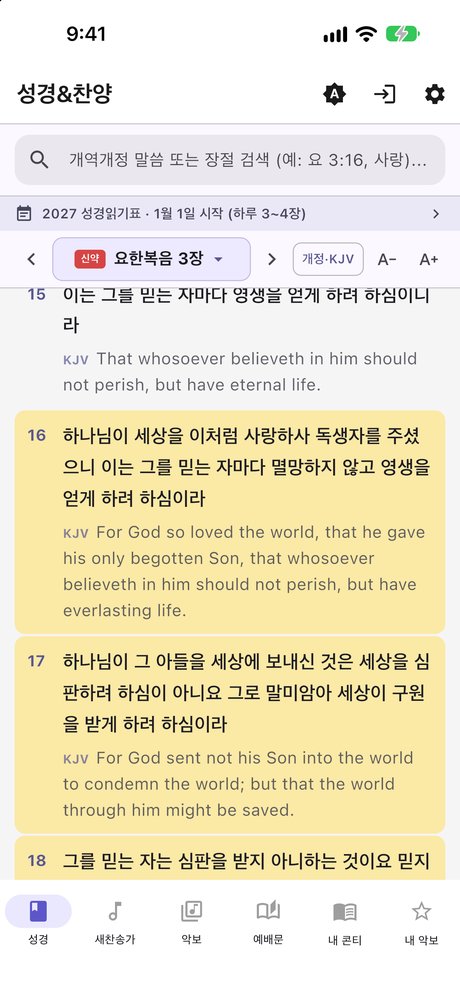 9:41
성경&찬양
A
개역개정 말씀 또는 장절 검색 (예: 요 3:16, 사랑)...
2027 성경읽기표 · 1월 1일 시작 (하루 3~4장)
신약 요한복음 3장 개정·KJV A- A+
15 이는 그를 믿는 자마다 영생을 얻게 하려 하심이니
라
KJV That whosoever believeth in him should
not perish, but have eternal life.
16 하나님이 세상을 이처럼 사랑하사 독생자를 주셨
으니 이는 그를 믿는 자마다 멸망하지 않고 영생을
얻게 하려 하심이라
KJV For God so loved the world, that he gave
his only begotten Son, that whosoever
believeth in him should not perish, but have
everlasting life.
17 하나님이 그 아들을 세상에 보내신 것은 세상을 심
판하려 하심이 아니요 그로 말미암아 세상이 구원
을 받게 하려 하심이라
KJV For God sent not his Son into the world
to condemn the world; but that the world
through him might be saved.
18 그를 믿는 자는 심판을 받지 아니하는 것이요 믿지
성경 새찬송가 악보 예배문 내 콘티 내 악보